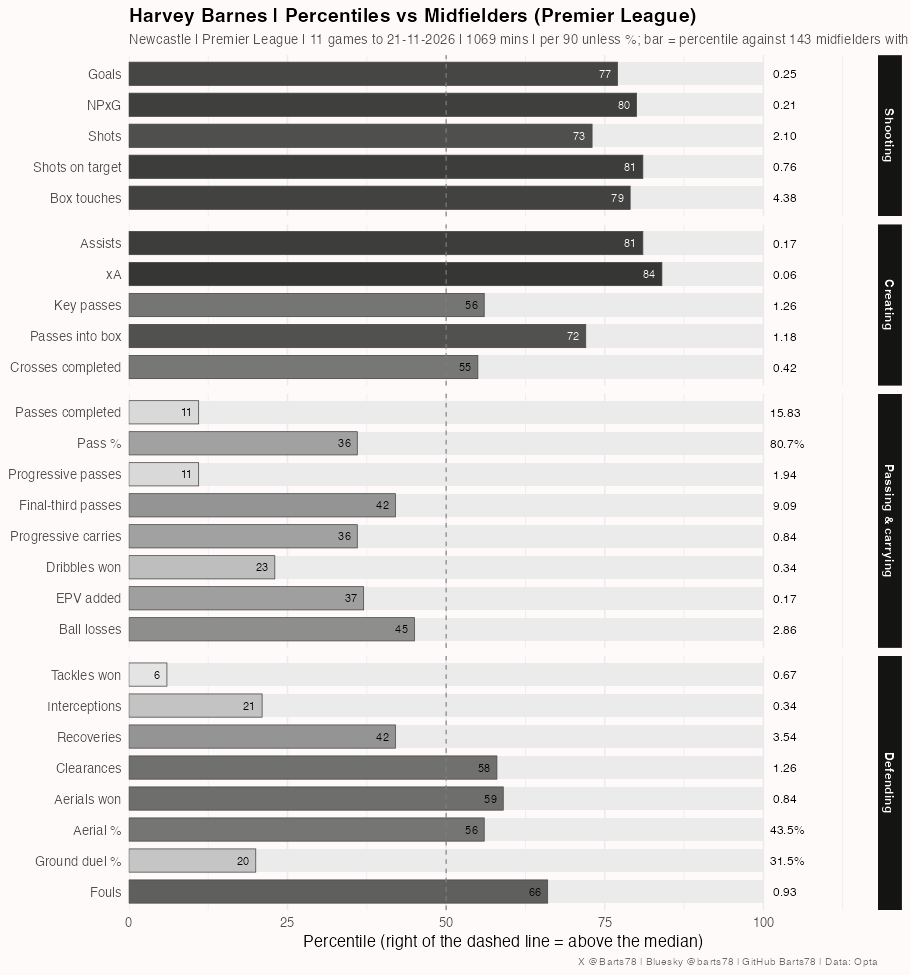 Harvey Barnes | Percentiles vs Midfielders (Premier League)
Newcastle | Premier League | 11 games to 21-11-2026 | 1069 mins | per 90 unless %; bar = percentile against 143 midfielders with
Goals 77 0.25
NPxG 80 0.21
Shots 73 2.10
Shots on target 81 0.76
Box touches 79 4.38
Shooting
Assists 81 0.17
xA 84 0.06
Key passes 56 1.26
Passes into box 72 1.18
Crosses completed 55 0.42
Creating
Passes completed 11 15.83
Pass % 36 80.7%
Progressive passes 11 1.94
Final-third passes 42 9.09
Progressive carries 36 0.84
Dribbles won 23 0.34
EPV added 37 0.17
Ball losses 45 2.86
Passing & carrying
Tackles won 6 0.67
Interceptions 21 0.34
Recoveries 42 3.54
Clearances 58 1.26
Aerials won 59 0.84
Aerial % 56 43.5%
Ground duel % 20 31.5%
Fouls 66 0.93
Defending
0 25 50 75 100
Percentile (right of the dashed line = above the median)
X @Barts78 | Bluesky @barts78 | GitHub Barts78 | Data: Opta